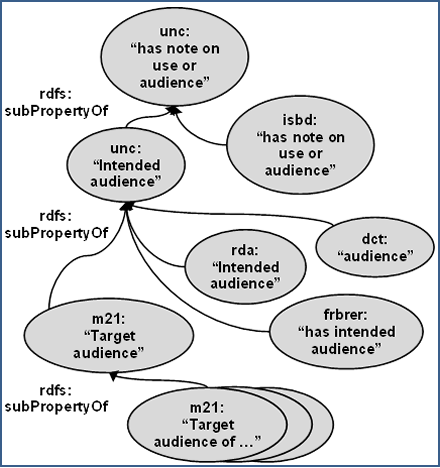 unc:
“has note on
use or
audience”
rdfs:
subPropertyOf
isbd:
“has note on
use or
audience”
unc:
“Intended
audience”
rdfs:
subPropertyOf
dct:
“audience”
rda:
“Intended
audience”
m21:
“Target
audience”
frbrer:
“has intended
audience”
rdfs:
subPropertyOf
m21:
“Target
audience of ...”